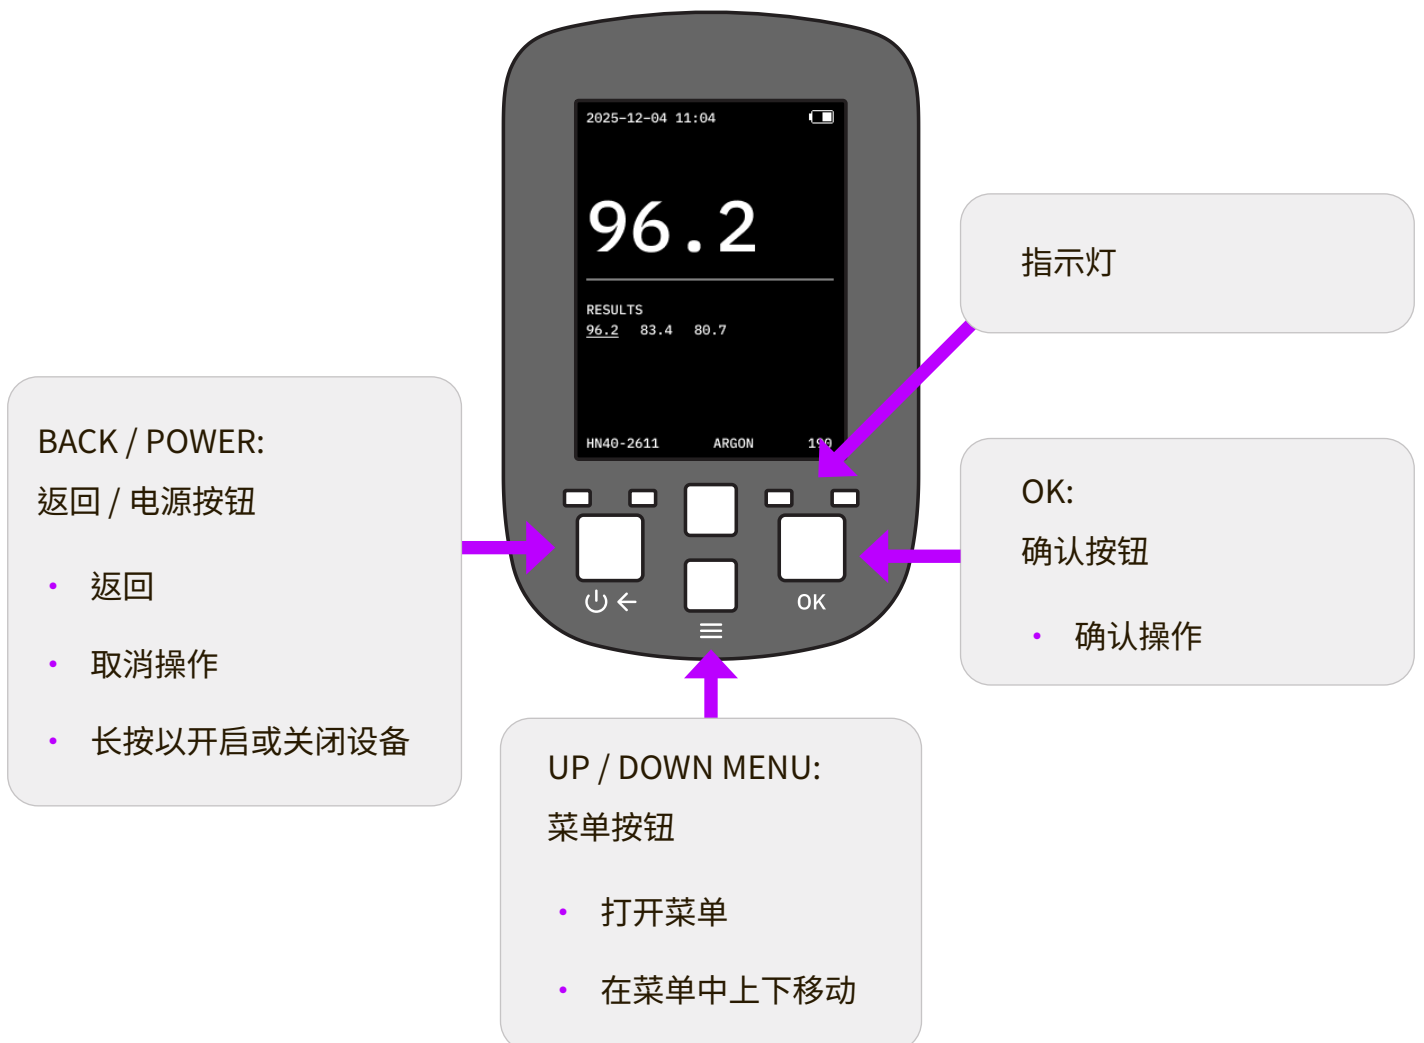 2025-12-04 11:04
96.2
RESULTS
96.2 83.4 80.7
HN40-2611 ARGON 190
OK
指示灯
BACK / POWER:
返回 / 电源按钮
• 返回
• 取消操作
• 长按以开启或关闭设备
OK:
确认按钮
• 确认操作
UP / DOWN MENU:
菜单按钮
• 打开菜单
• 在菜单中上下移动